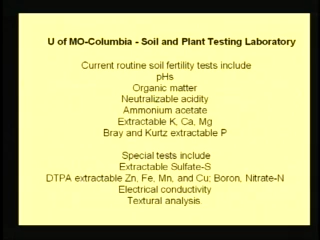 U of MO-Columbia - Soil and Plant Testing Laboratory
Current routine soil fertility tests include
pHs
Organic matter
Neutralizable acidity
Ammonium acetate
Extractable K, Ca, Mg
Bray and Kurtz extractable P
Special tests include
Extractable Sulfate-S
DTPA extractable Zn, Fe, Mn, and Cu; Boron, Nitrate-N
Electrical conductivity
Textural analysis